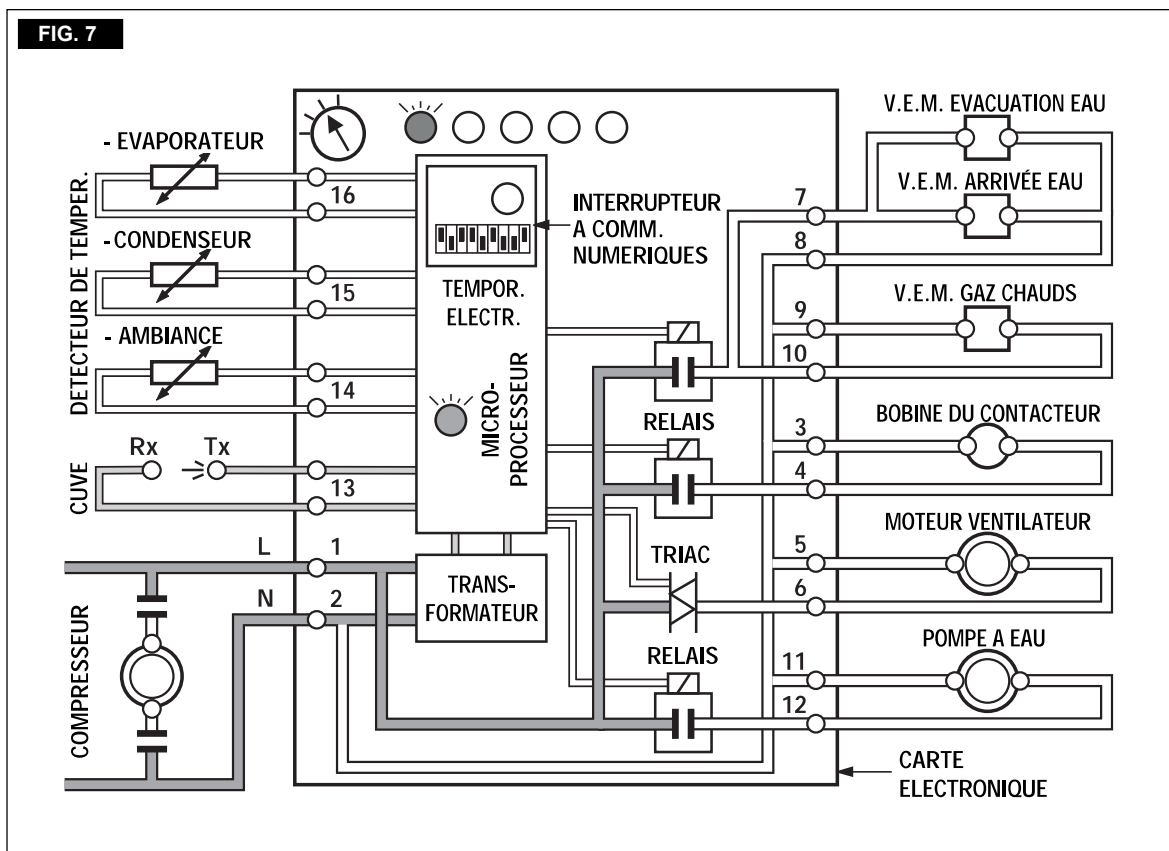 FIG. 7
DETECTEUR DE TEMPER.
- EVAPORATEUR
16
-CONDENSEUR
15
- AMBIANCE
14
CUVE
Rx
Tx
13
L
1
N
2
COMPRESSEUR
TEMPOR.
ELECTR.
MICRO-
PROCESSEUR
TRANS-
FORMATEUR
INTERRUPTEUR
A COMM.
NUMERIQUES
RELAIS
TRIAC
RELAIS
V.E.M. EVACUATION EAU
7
V.E.M. ARRIVÉE EAU
8
V.E.M. GAZ CHAUDS
9
10
BOBINE DU CONTACTEUR
3
4
MOTEUR VENTILATEUR
5
6
POMPE A EAU
11
12
CARTE
ELECTRONIQUE